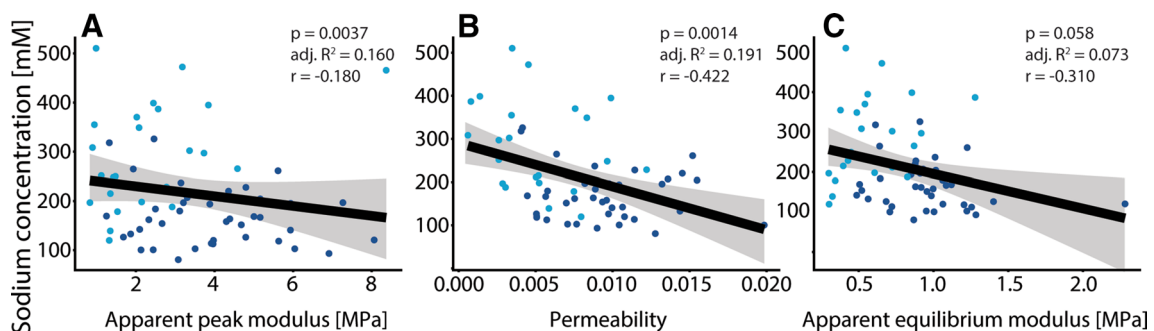 A
p = 0.0037
adj. R² = 0.160
r = -0.180
B
p = 0.0014
adj. R² = 0.191
r = -0.422
C
p = 0.058
adj. R² = 0.073
r = -0.310
Sodium concentration [mM]
500
400
300
200
100
2
4
6
8
Apparent peak modulus [MPa]
500
400
300
200
100
0
0.000
0.005
0.010
0.015
0.020
Permeability
500
400
300
200
100
0.5
1.0
1.5
2.0
Apparent equilibrium modulus [MPa]